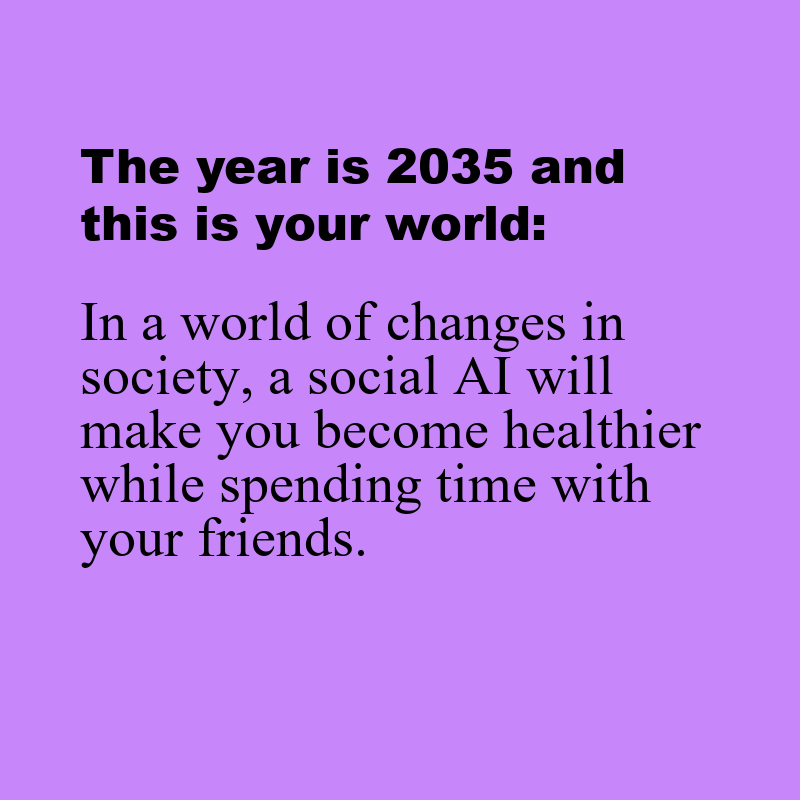 The year is 2035 and
this is your world:
In a world of changes in
society, a social AI will
make you become healthier
while spending time with
your friends.